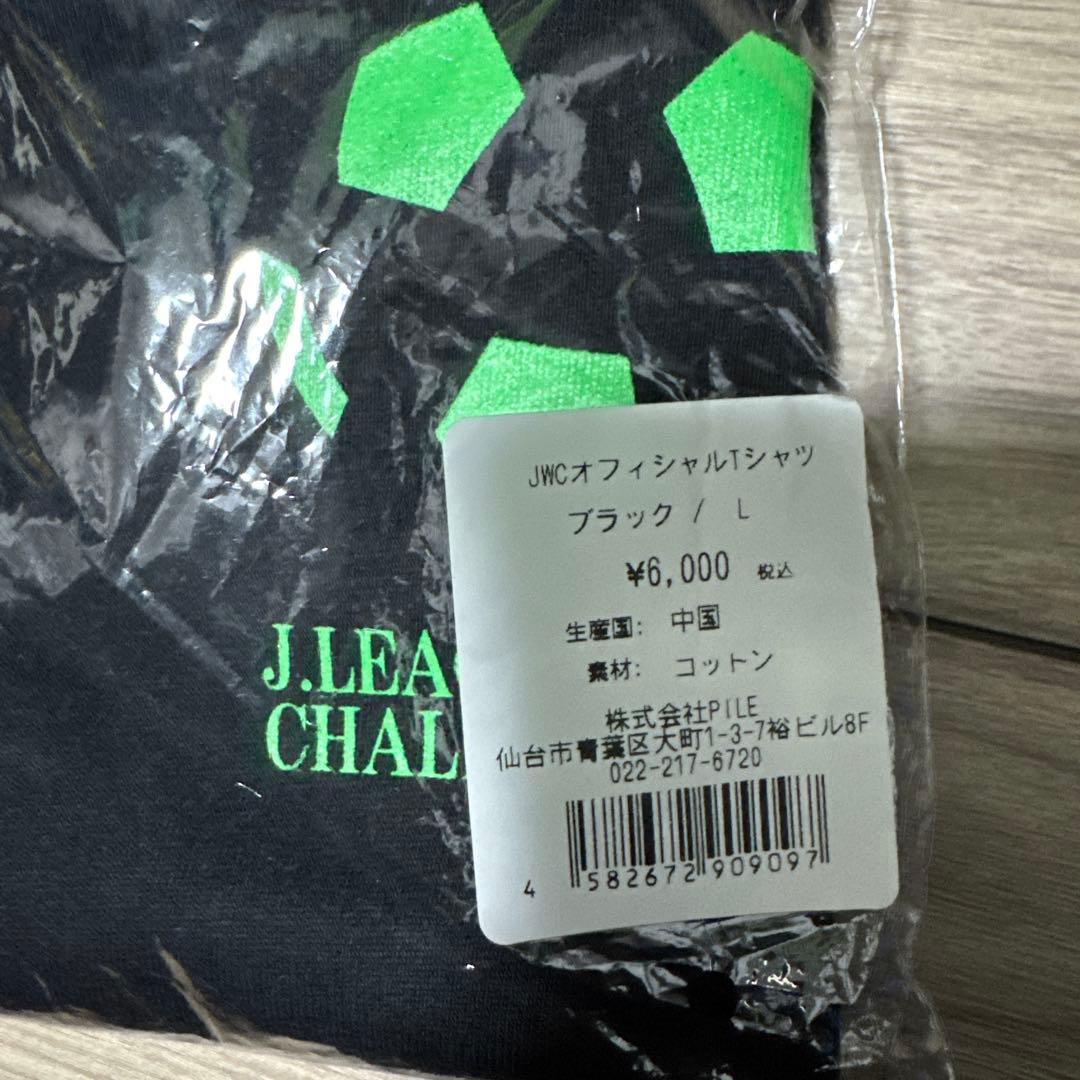 JWCオフィシャルTシャツ
ブラック / L
¥6,000 税込
生産国: 中国
素材: コットン
株式会社PILE
仙台市青葉区大町1-3-7裕ビル8F
022-217-6720
4 582672 909097
J.LEA
CHAL